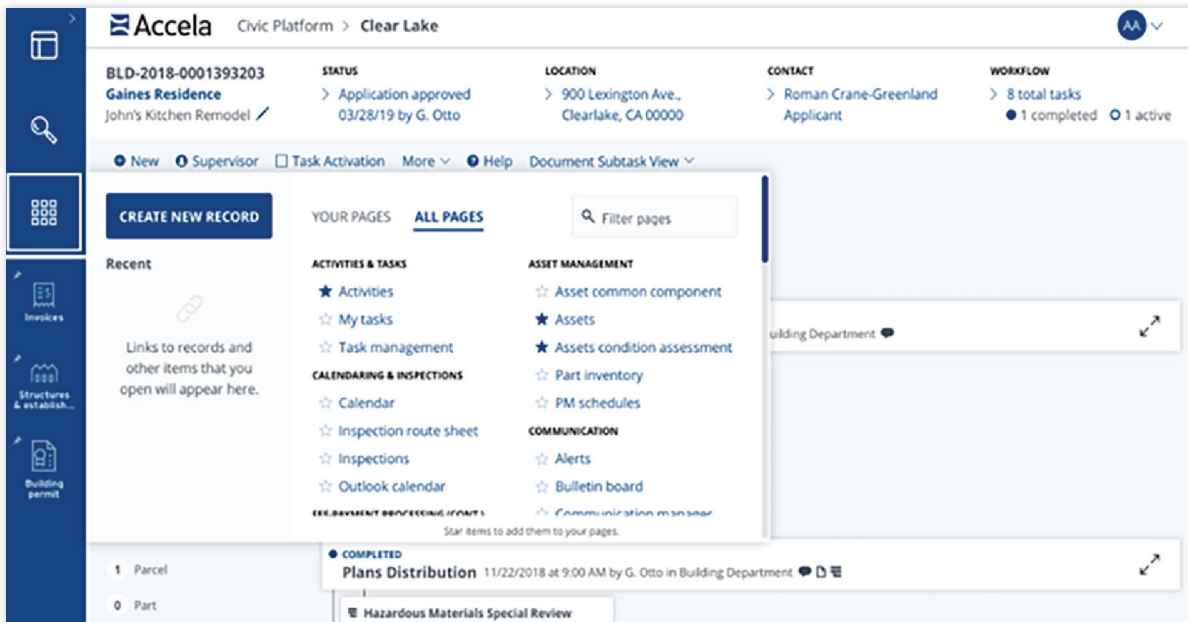 Accela Civic Platform > Clear Lake AA
BLD-2018-0001393203
Gaines Residence
John's Kitchen Remodel
STATUS
Application approved
03/28/19 by G. Otto
LOCATION
900 Lexington Ave.,
Clearlake, CA 00000
CONTACT
Roman Crane-Greenland
Applicant
WORKFLOW
8 total tasks
1 completed 1 active
New Supervisor Task Activation More Help Document Subtask View
Invoices
Structures
& establish...
Building
permit
CREATE NEW RECORD
Recent
Links to records and
other items that you
open will appear here.
YOUR PAGES ALL PAGES Filter pages
ACTIVITIES & TASKS
Activities
My tasks
Task management
CALENDARING & INSPECTIONS
Calendar
Inspection route sheet
Inspections
Outlook calendar
FEE-PAYMENT PROCESSING (CONT.)
ASSET MANAGEMENT
Asset common component
Assets
Assets condition assessment
Part inventory
PM schedules
COMMUNICATION
Alerts
Bulletin board
Communication manager
Star items to add them to your pages.
uilding Department
1 Parcel
0 Part
COMPLETED
Plans Distribution 11/22/2018 at 9:00 AM by G. Otto in Building Department
Hazardous Materials Special Review